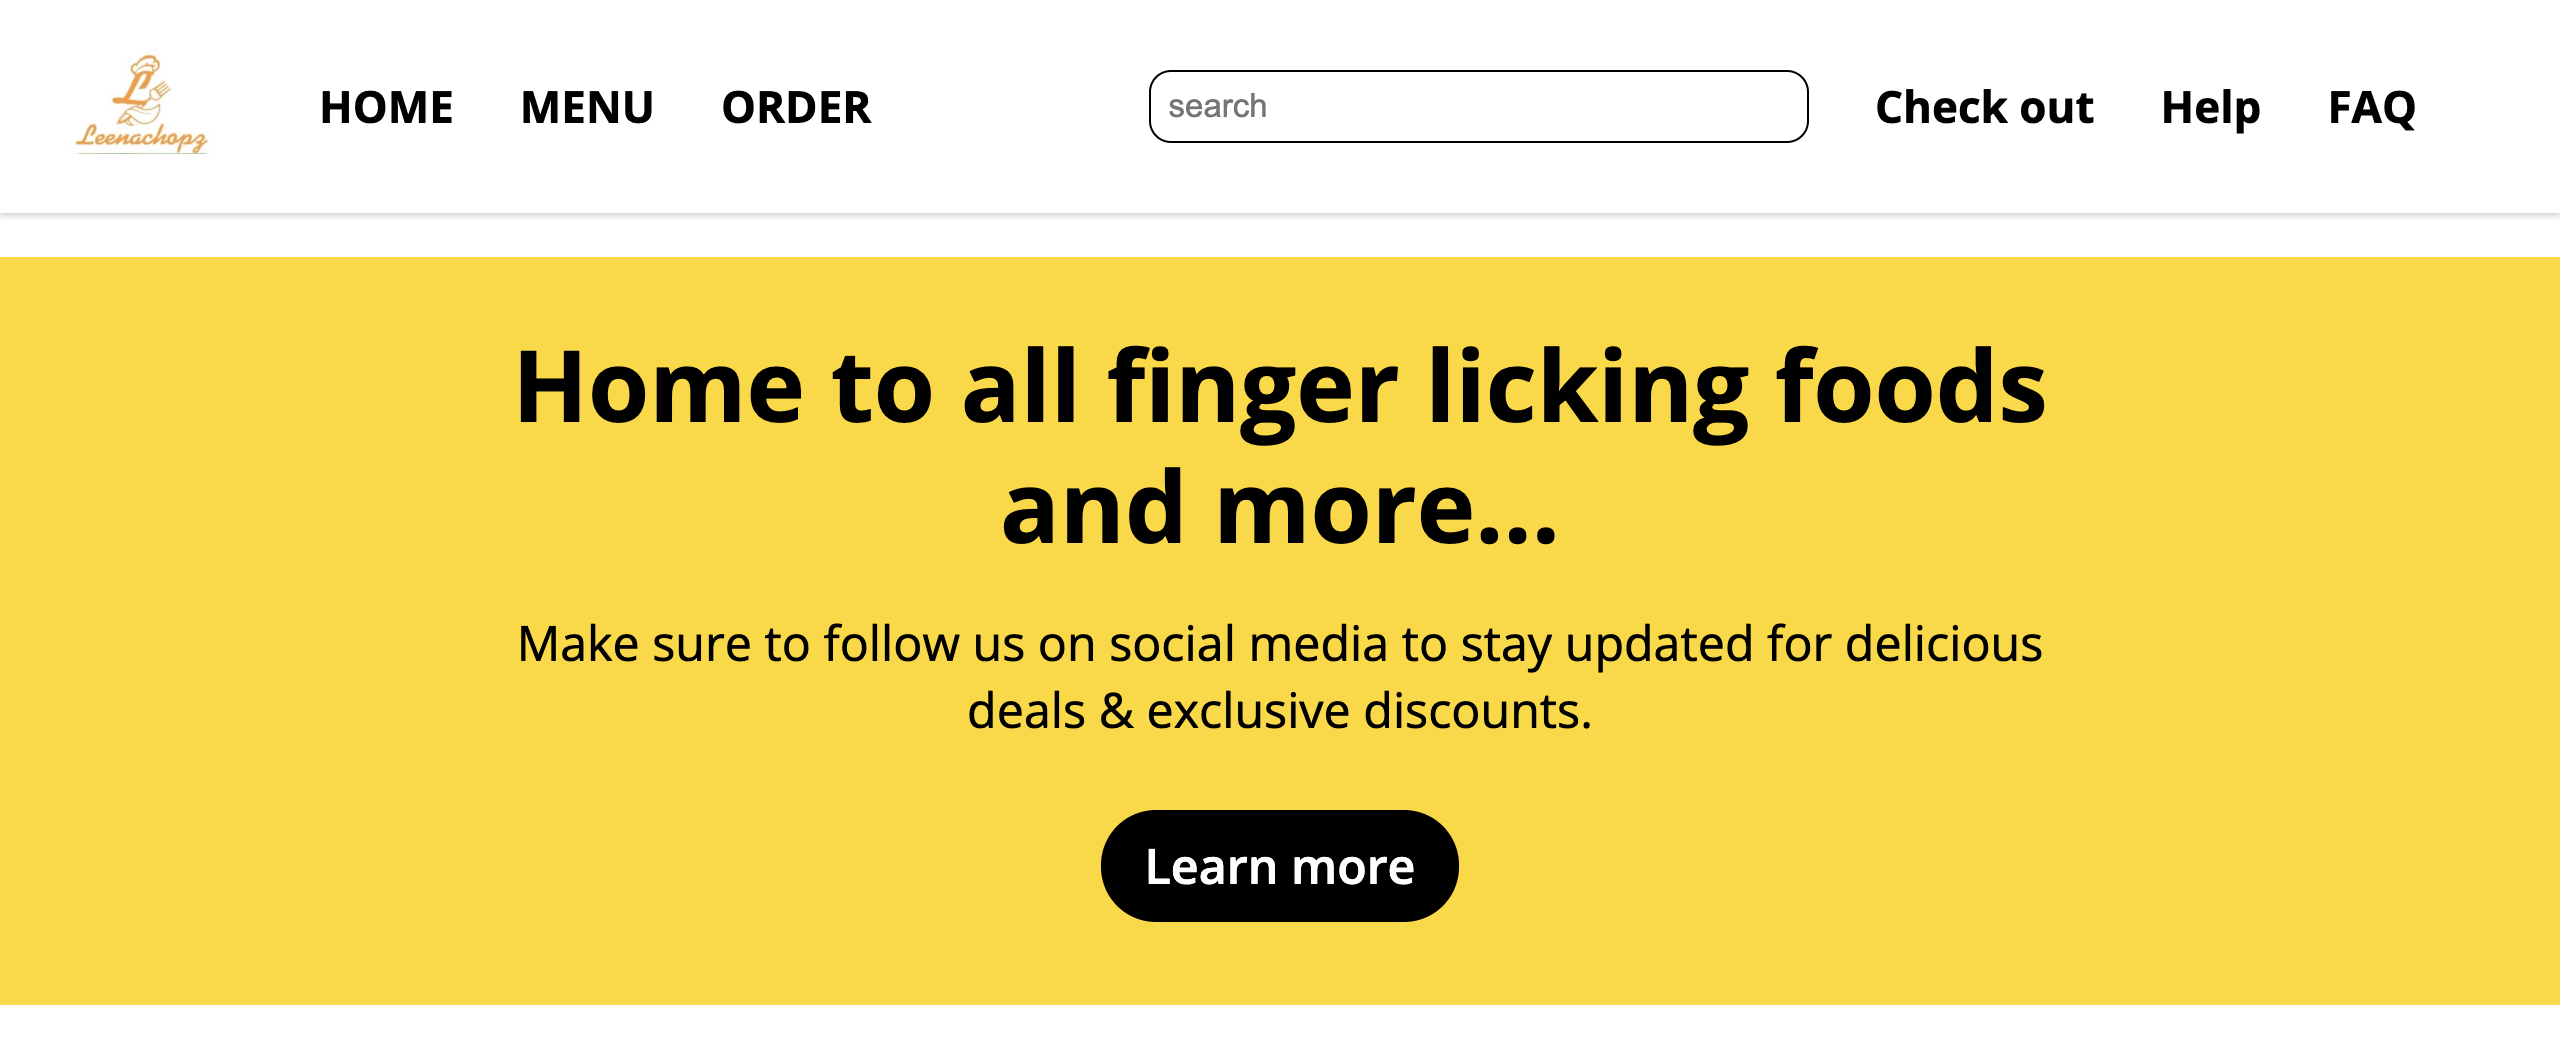 L
Leenachopz
HOME MENU ORDER search Check out Help FAQ
Home to all finger licking foods
and more...
Make sure to follow us on social media to stay updated for delicious
deals & exclusive discounts.
Learn more